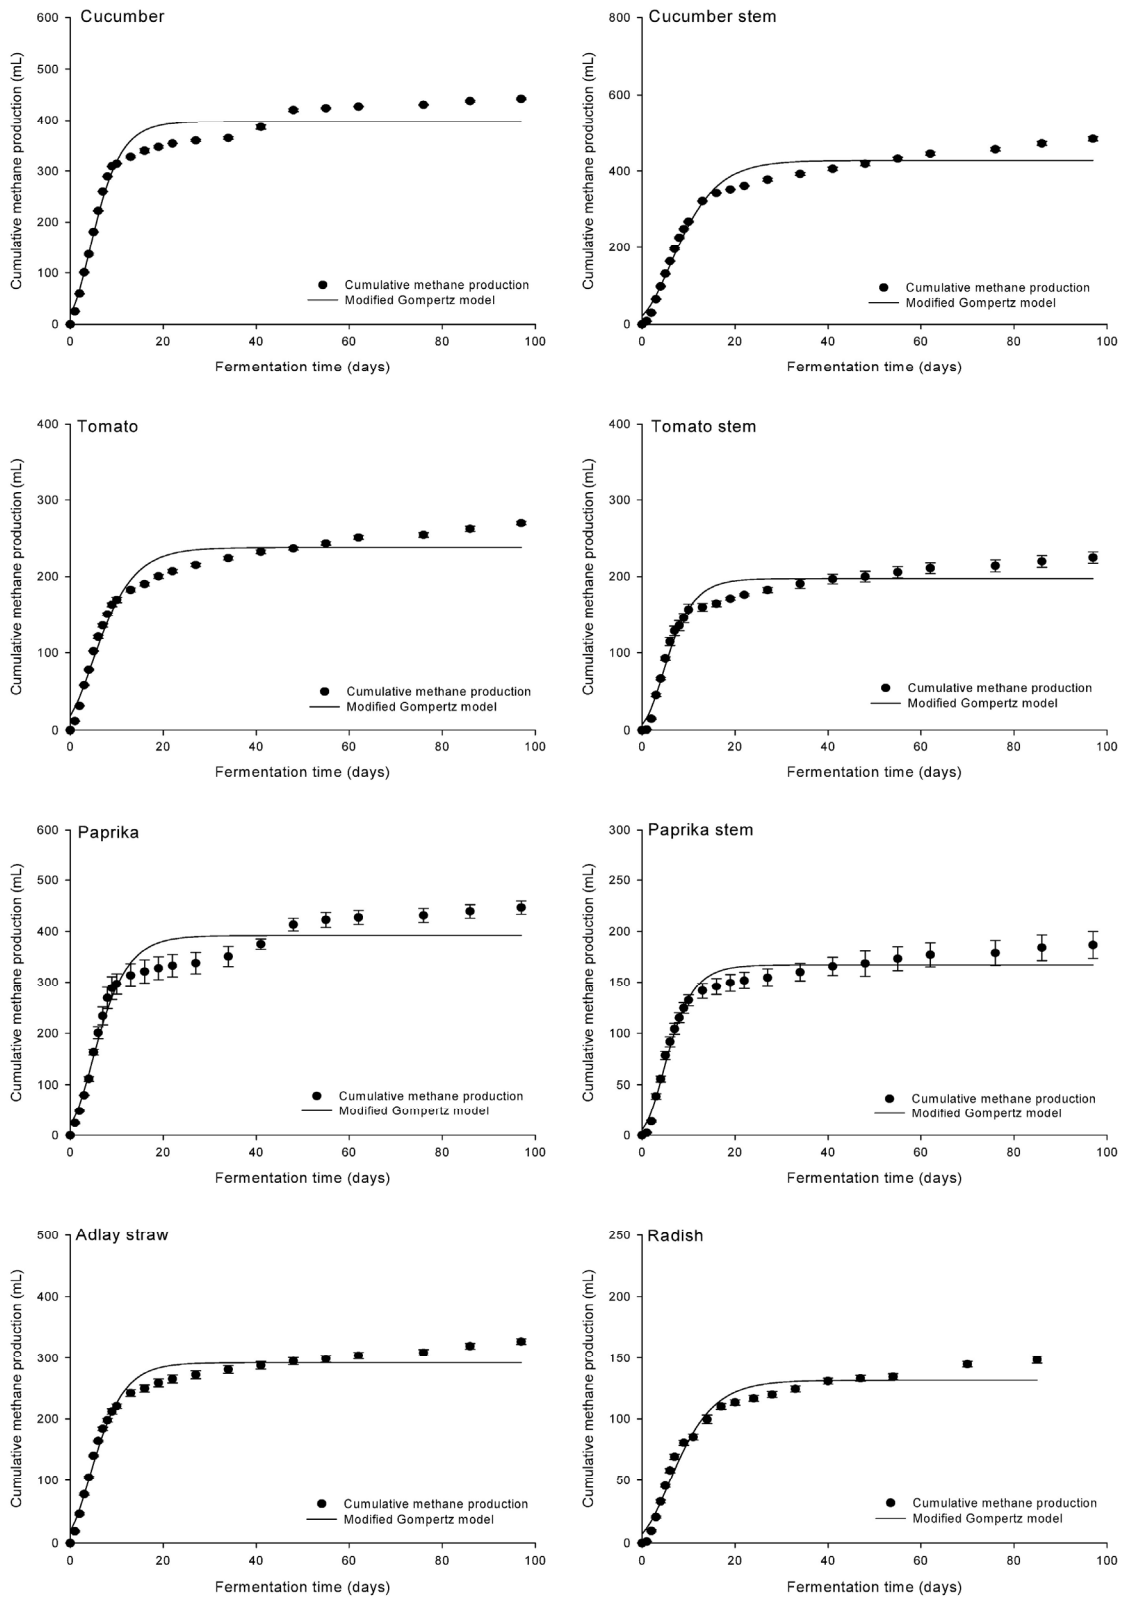 Cucumber
Cumulative methane production (mL)
600
500
400
300
200
100
0
Cumulative methane production
Modified Gompertz model
0 20 40 60 80 100
Fermentation time (days)
Cucumber stem
Cumulative methane production (mL)
800
600
400
200
0
Cumulative methane production
Modified Gompertz model
0 20 40 60 80 100
Fermentation time (days)
Tomato
Cumulative methane production (mL)
400
300
200
100
0
Cumulative methane production
Modified Gompertz model
0 20 40 60 80 100
Fermentation time (days)
Tomato stem
Cumulative methane production (mL)
400
300
200
100
0
Cumulative methane production
Modified Gompertz model
0 20 40 60 80 100
Fermentation time (days)
Paprika
Cumulative methane production (mL)
600
500
400
300
200
100
0
Cumulative methane production
Modified Gompertz model
0 20 40 60 80 100
Fermentation time (days)
Paprika stem
Cumulative methane production (mL)
300
250
200
150
100
50
0
Cumulative methane production
Modified Gompertz model
0 20 40 60 80 100
Fermentation time (days)
Adlay straw
Cumulative methane production (mL)
500
400
300
200
100
0
Cumulative methane production
Modified Gompertz model
0 20 40 60 80 100
Fermentation time (days)
Radish
Cumulative methane production (mL)
250
200
150
100
50
0
Cumulative methane production
Modified Gompertz model
0 20 40 60 80 100
Fermentation time (days)